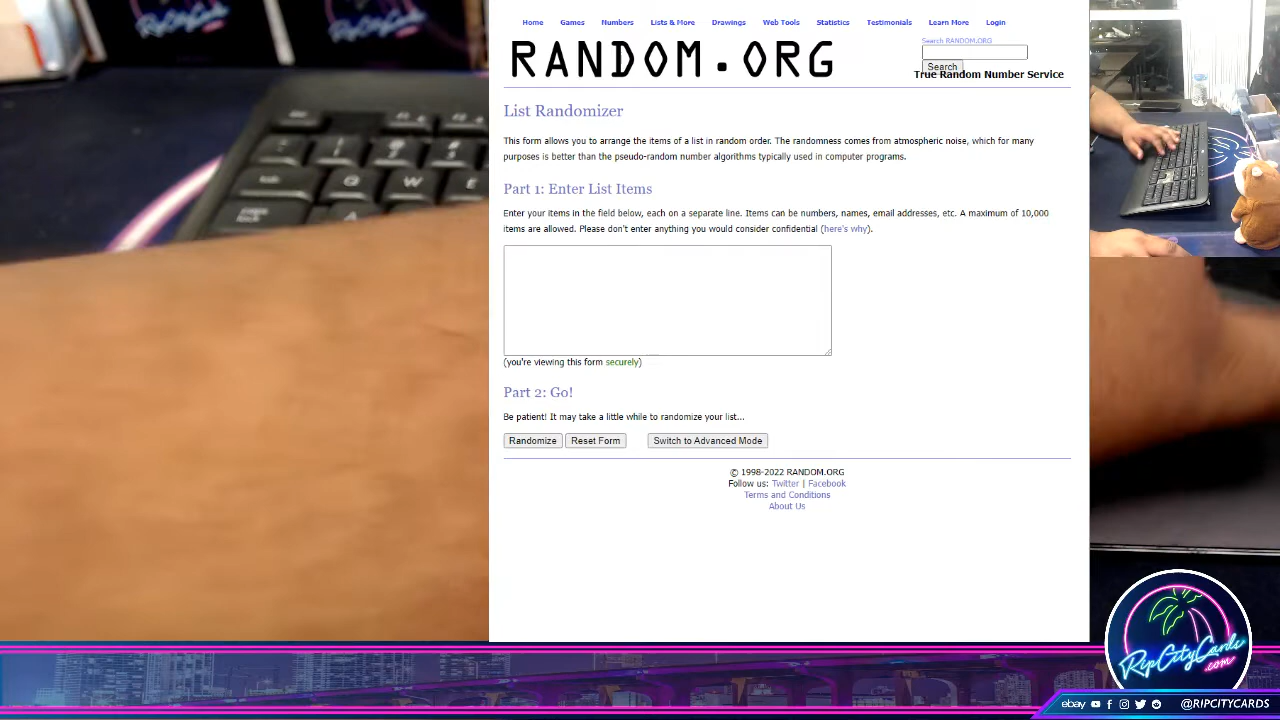 Home Games Numbers Lists & More Drawings Web Tools Statistics Testimonials Learn More Login
Search RANDOM.ORG
RANDOM.ORG
Search
True Random Number Service
List Randomizer
This form allows you to arrange the items of a list in random order. The randomness comes from atmospheric noise, which for many
purposes is better than the pseudo-random number algorithms typically used in computer programs.
Part 1: Enter List Items
Enter your items in the field below, each on a separate line. Items can be numbers, names, email addresses, etc. A maximum of 10,000
items are allowed. Please don't enter anything you would consider confidential (here's why).
(you're viewing this form securely)
Part 2: Go!
Be patient! It may take a little while to randomize your list...
Randomize Reset Form Switch to Advanced Mode
© 1998-2022 RANDOM.ORG
Follow us: Twitter | Facebook
Terms and Conditions
About Us
Q W E
A
RipCityCards
.com
ebay @RIPCITYCARDS